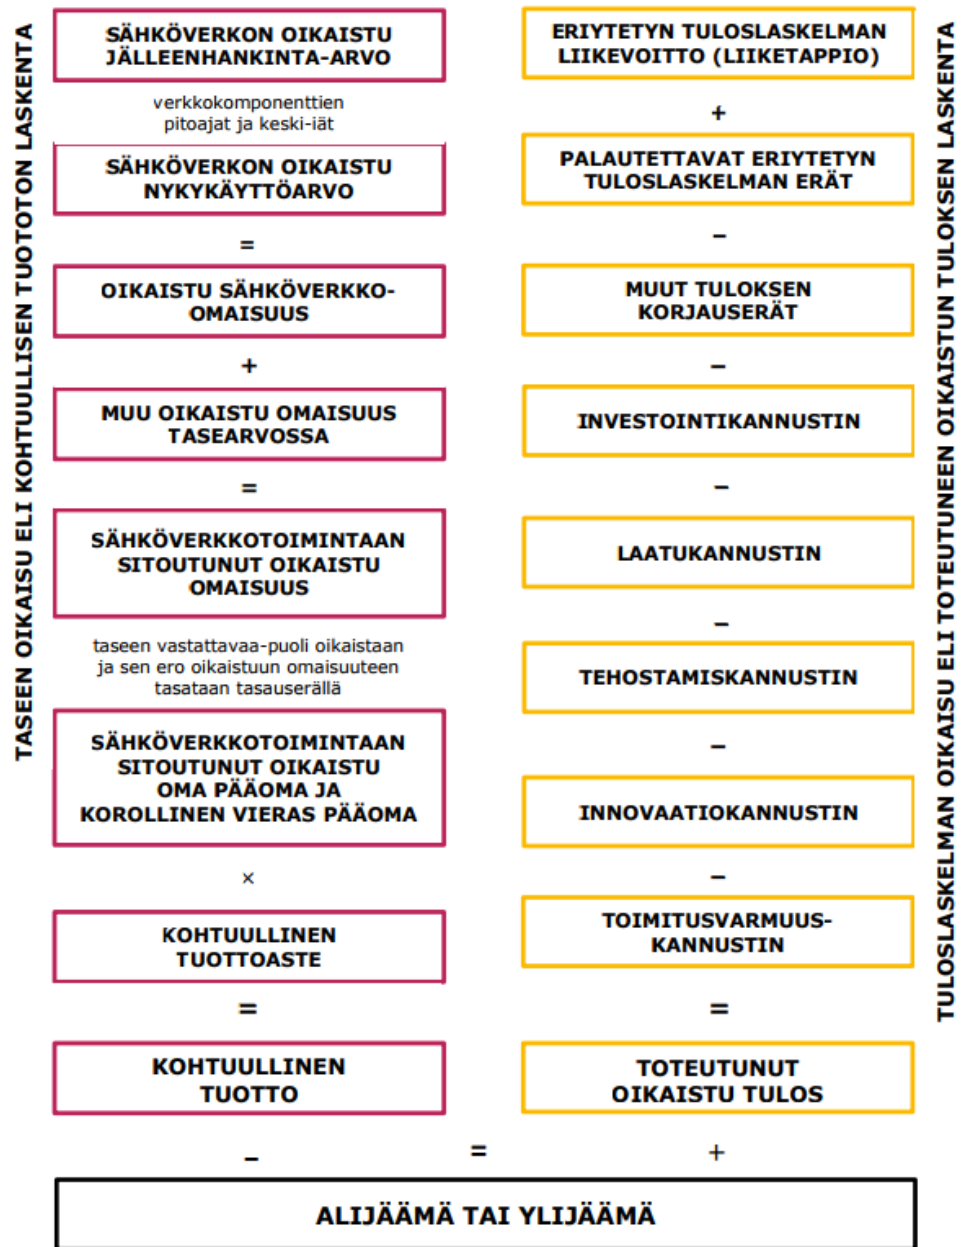 TASEEN OIKAISU ELI KOHTUULLISEN TUOTOTON LASKENTA
SÄHKÖVERKON OIKAISTU
JÄLLEENHANKINTA-ARVO
verkkokomponenttien
pitoajat ja keski-iät
SÄHKÖVERKON OIKAISTU
NYKYKÄYTTÖARVO
=
OIKAISTU SÄHKÖVERKKO-
OMAISUUS
+
MUU OIKAISTU OMAISUUS
TASEARVOSSA
=
SÄHKÖVERKKOTOIMINTAAN
SITOUTUNUT OIKAISTU
OMAISUUS
taseen vastattavaa-puoli oikaistaan
ja sen ero oikaistuun omaisuuteen
tasataan tasauserällä
SÄHKÖVERKKOTOIMINTAAN
SITOUTUNUT OIKAISTU
OMA PÄÄOMA JA
KOROLLINEN VIERAS PÄÄOMA
×
KOHTUULLINEN
TUOTTOASTE
=
KOHTUULLINEN
TUOTTO
ERIYTETYN TULOSLASKELMAN
LIIKEVOITTO (LIIKETAPPIO)
+
PALAUTETTAVAT ERIYTETYN
TULOSLASKELMAN ERÄT
–
MUUT TULOKSEN
KORJAUSERÄT
–
INVESTOINTIKANNUSTIN
–
LAATUKANNUSTIN
–
TEHOSTAMISKANNUSTIN
–
INNOVAATIOKANNUSTIN
–
TOIMITUSVARMUUS-
KANNUSTIN
=
TOTEUTUNUT
OIKAISTU TULOS
TULOSLASKELMAN OIKAISU ELI TOTEUTUNEEN OIKAISTUN TULOKSEN LASKENTA
– = +
ALIJÄÄMÄ TAI YLIJÄÄMÄ